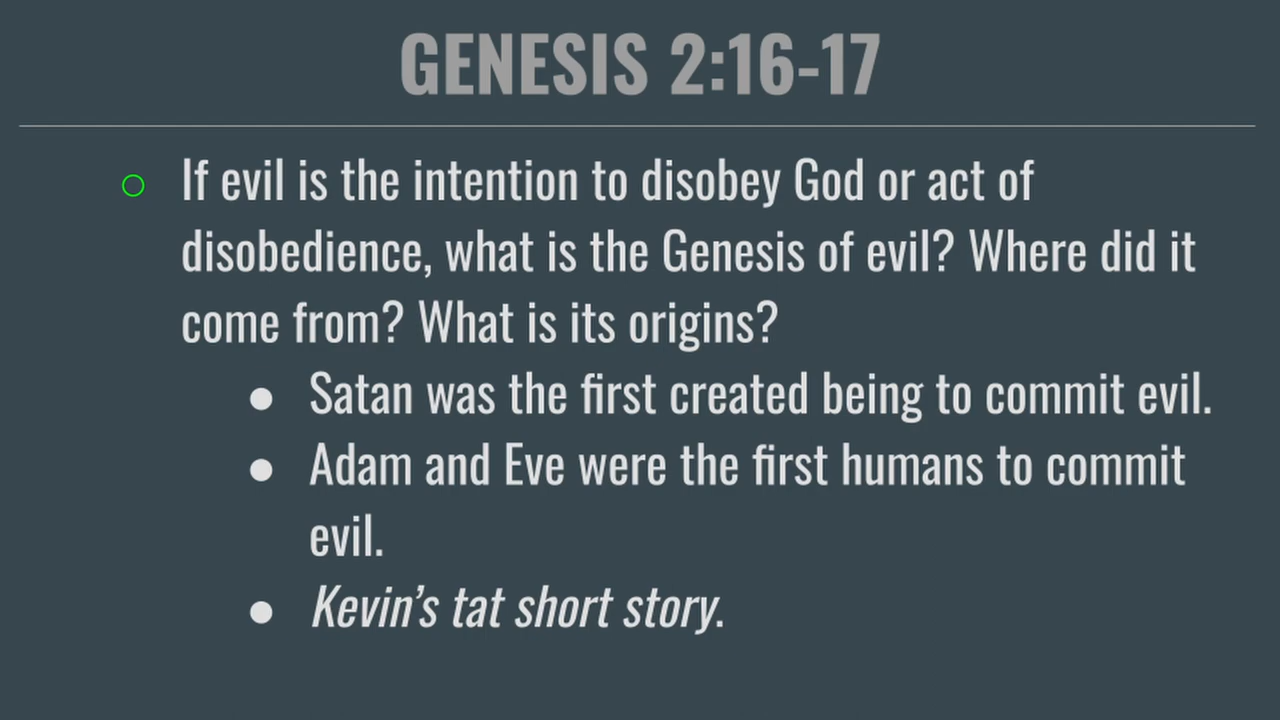 GENESIS 2:16-17
○ If evil is the intention to disobey God or act of
disobedience, what is the Genesis of evil? Where did it
come from? What is its origins?
● Satan was the first created being to commit evil.
● Adam and Eve were the first humans to commit
evil.
● Kevin’s tat short story.